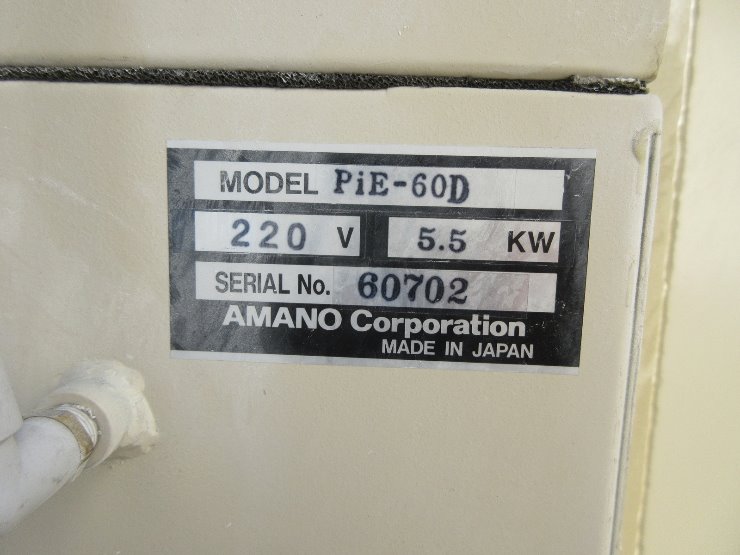 MODEL PiE-60D
220 V 5.5 KW
SERIAL No. 60702
AMANO Corporation
MADE IN JAPAN